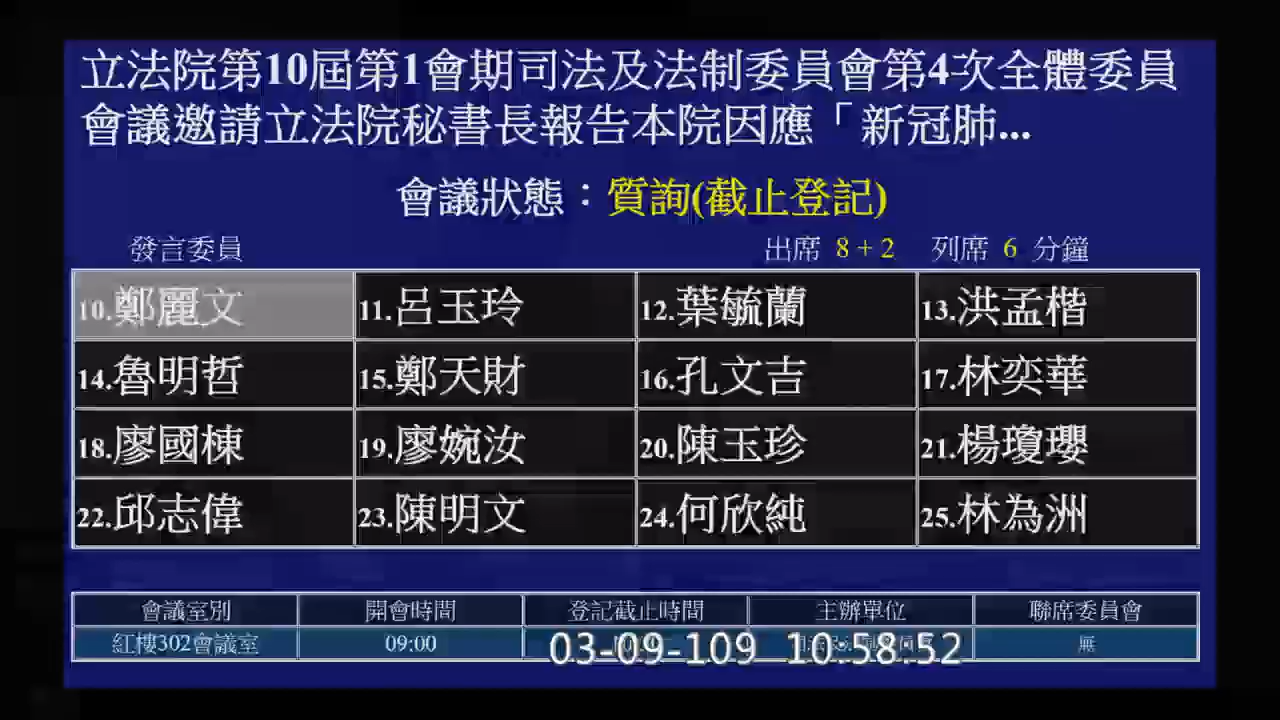 立法院第10屆第1會期司法及法制委員會第4次全體委員
會議邀請立法院秘書長報告本院因應「新冠肺...
會議狀態：質詢(截止登記)
發言委員 出席 8 + 2 列席 6 分鐘
10.鄭麗文 11.呂玉玲 12.葉毓蘭 13.洪孟楷
14.魯明哲 15.鄭天財 16.孔文吉 17.林奕華
18.廖國棟 19.廖婉汝 20.陳玉珍 21.楊瓊瓔
22.邱志偉 23.陳明文 24.何欣純 25.林為洲
會議室別 開會時間 登記截止時間 主辦單位 聯席委員會
紅樓302會議室 09:00 無
03-09-109 10:58:52